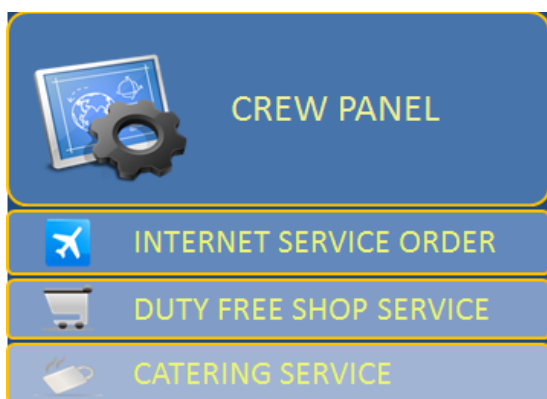 CREW PANEL
INTERNET SERVICE ORDER
DUTY FREE SHOP SERVICE
CATERING SERVICE